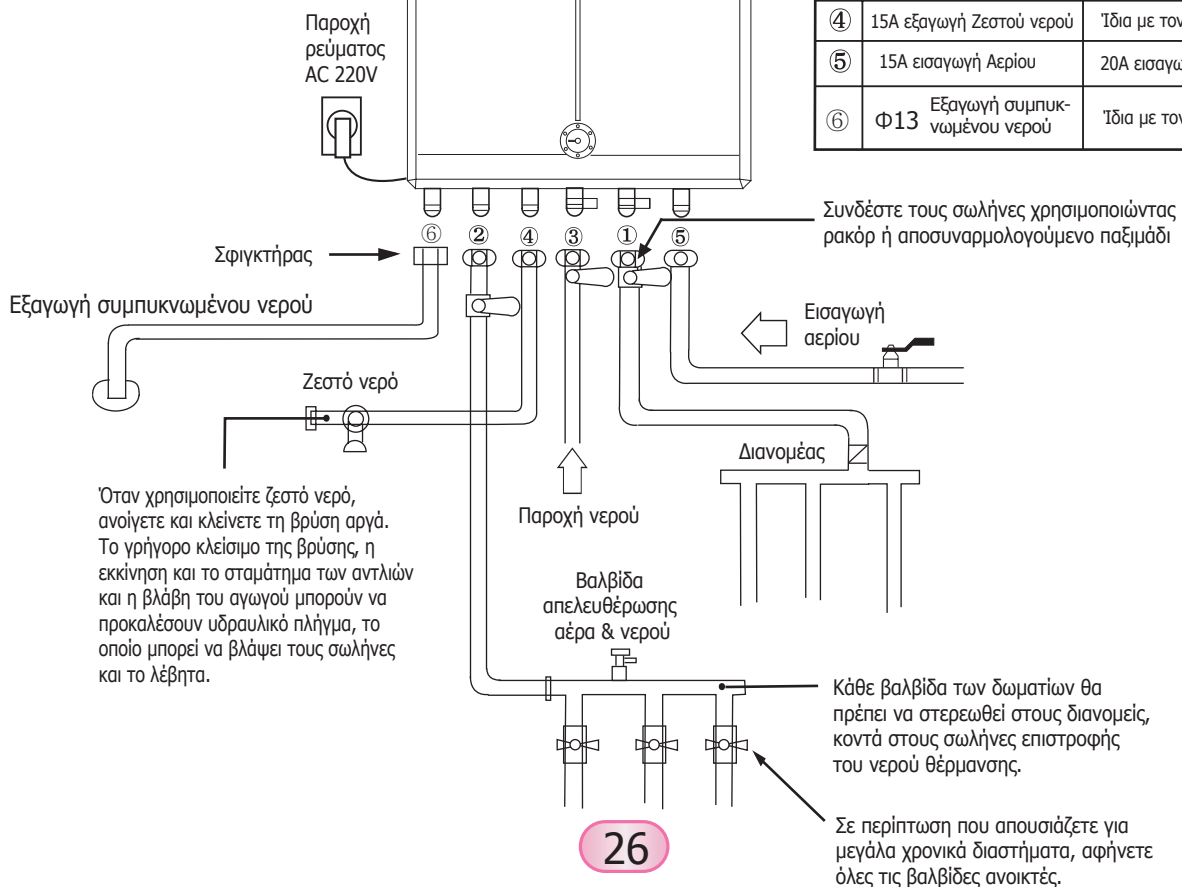 Παροχή
ρεύματος
AC 220V
④ 15A εξαγωγή Ζεστού νερού Ίδια με τον
⑤ 15A εισαγωγή Αερίου 20A
⑥ Φ13 Εξαγωγή συμπυκ-
νωμένου νερού Ίδια με τον
Συνδέστε τους σωλήνες χρησιμοποιώντας
ρακόρ ή αποσυναρμολογούμενο παξιμάδι
⑥ ② ④ ③ ① ⑤
Σφιγκτήρας
Εξαγωγή συμπυκνωμένου νερού
Εισαγωγή
αερίου
Ζεστό νερό
Διανομέας
Όταν χρησιμοποιείτε ζεστό νερό,
ανοίγετε και κλείνετε τη βρύση αργά.
Το γρήγορο κλείσιμο της βρύσης, η
εκκίνηση και το σταμάτημα των αντλιών
και η βλάβη του αγωγού μπορούν να
προκαλέσουν υδραυλικό πλήγμα, το
οποίο μπορεί να βλάψει τους σωλήνες
και το λέβητα.
Παροχή νερού
Βαλβίδα
απελευθέρωσης
αέρα & νερού
Κάθε βαλβίδα των δωματίων θα
πρέπει να στερεωθεί στους διανομείς,
κοντά στους σωλήνες επιστροφής
του νερού θέρμανσης.
Σε περίπτωση που απουσιάζετε για
μεγάλα χρονικά διαστήματα, αφήνετε
όλες τις βαλβίδες ανοικτές.
26